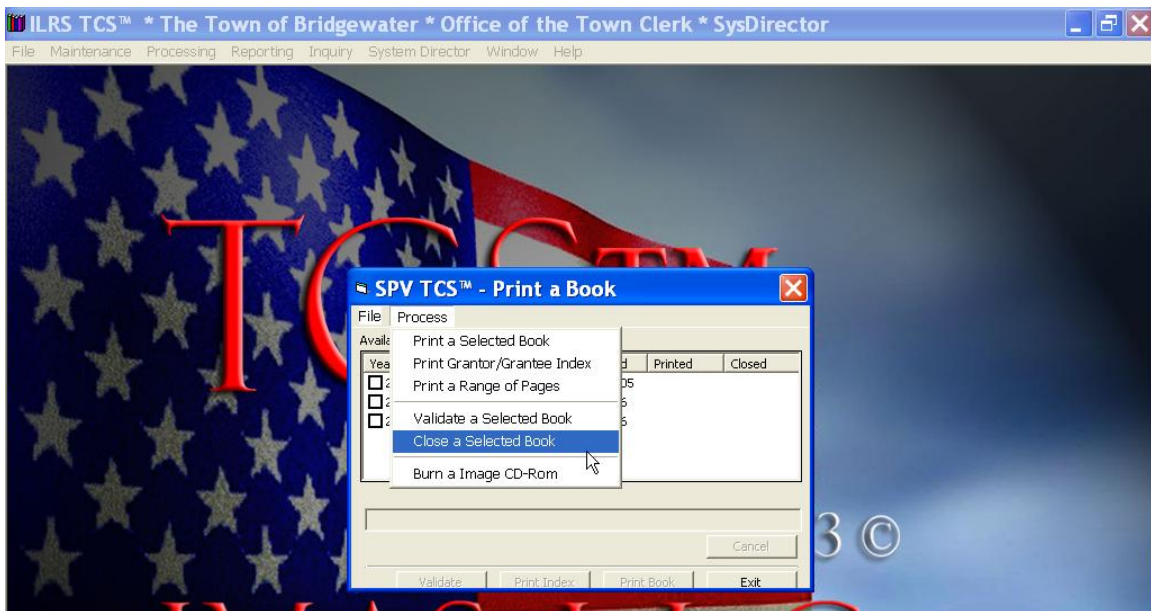 ILRS TCS™ * The Town of Bridgewater * Office of the Town Clerk * SysDirector
File Maintenance Processing Reporting Inquiry System Director Window Help
TCS™
SPV TCS™ - Print a Book
File Process
Print a Selected Book
Print Grantor/Grantee Index
Print a Range of Pages
Validate a Selected Book
Close a Selected Book
Burn a Image CD-Rom
Printed Closed
3 ©
Cancel
Validate Print Index Print Book Exit